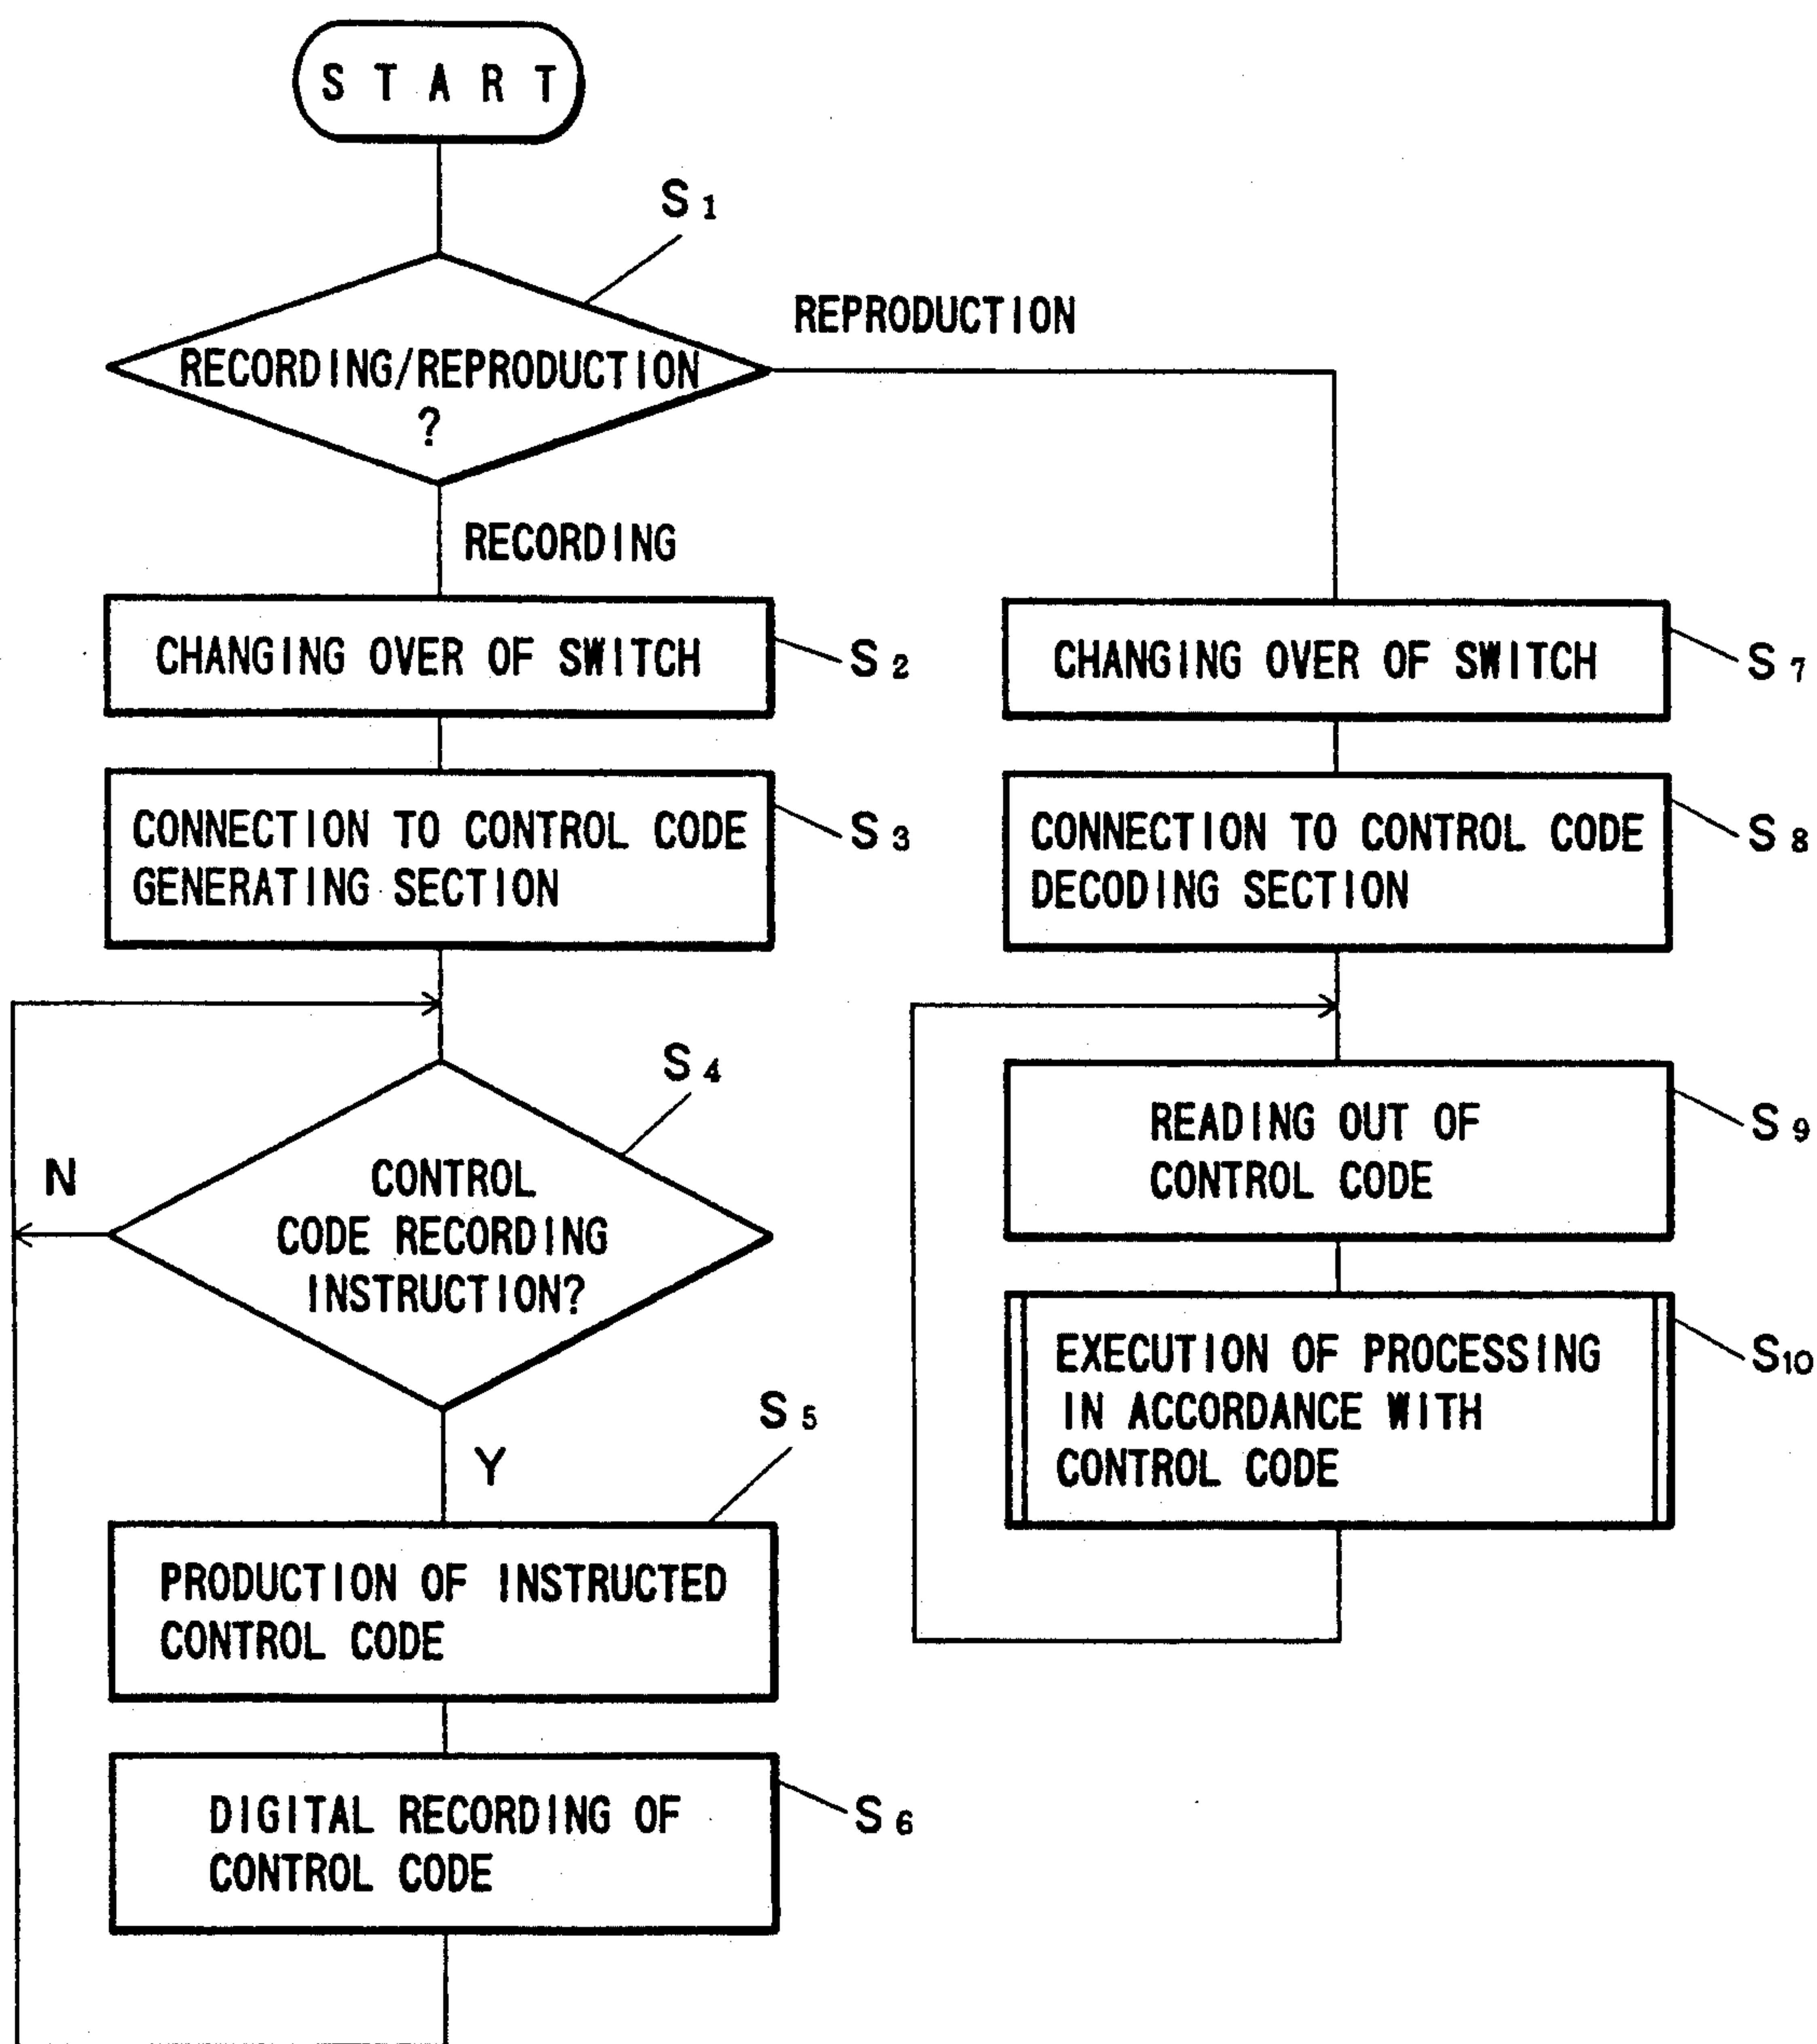 START
S1
RECORDING/REPRODUCTION
?
REPRODUCTION
RECORDING
CHANGING OVER OF SWITCH
S2
CONNECTION TO CONTROL CODE
GENERATING SECTION
S3
S4
CONTROL
CODE RECORDING
INSTRUCTION?
N
Y
S5
PRODUCTION OF INSTRUCTED
CONTROL CODE
DIGITAL RECORDING OF
CONTROL CODE
S6
CHANGING OVER OF SWITCH
S7
CONNECTION TO CONTROL CODE
DECODING SECTION
S8
READING OUT OF
CONTROL CODE
S9
EXECUTION OF PROCESSING
IN ACCORDANCE WITH
CONTROL CODE
S10